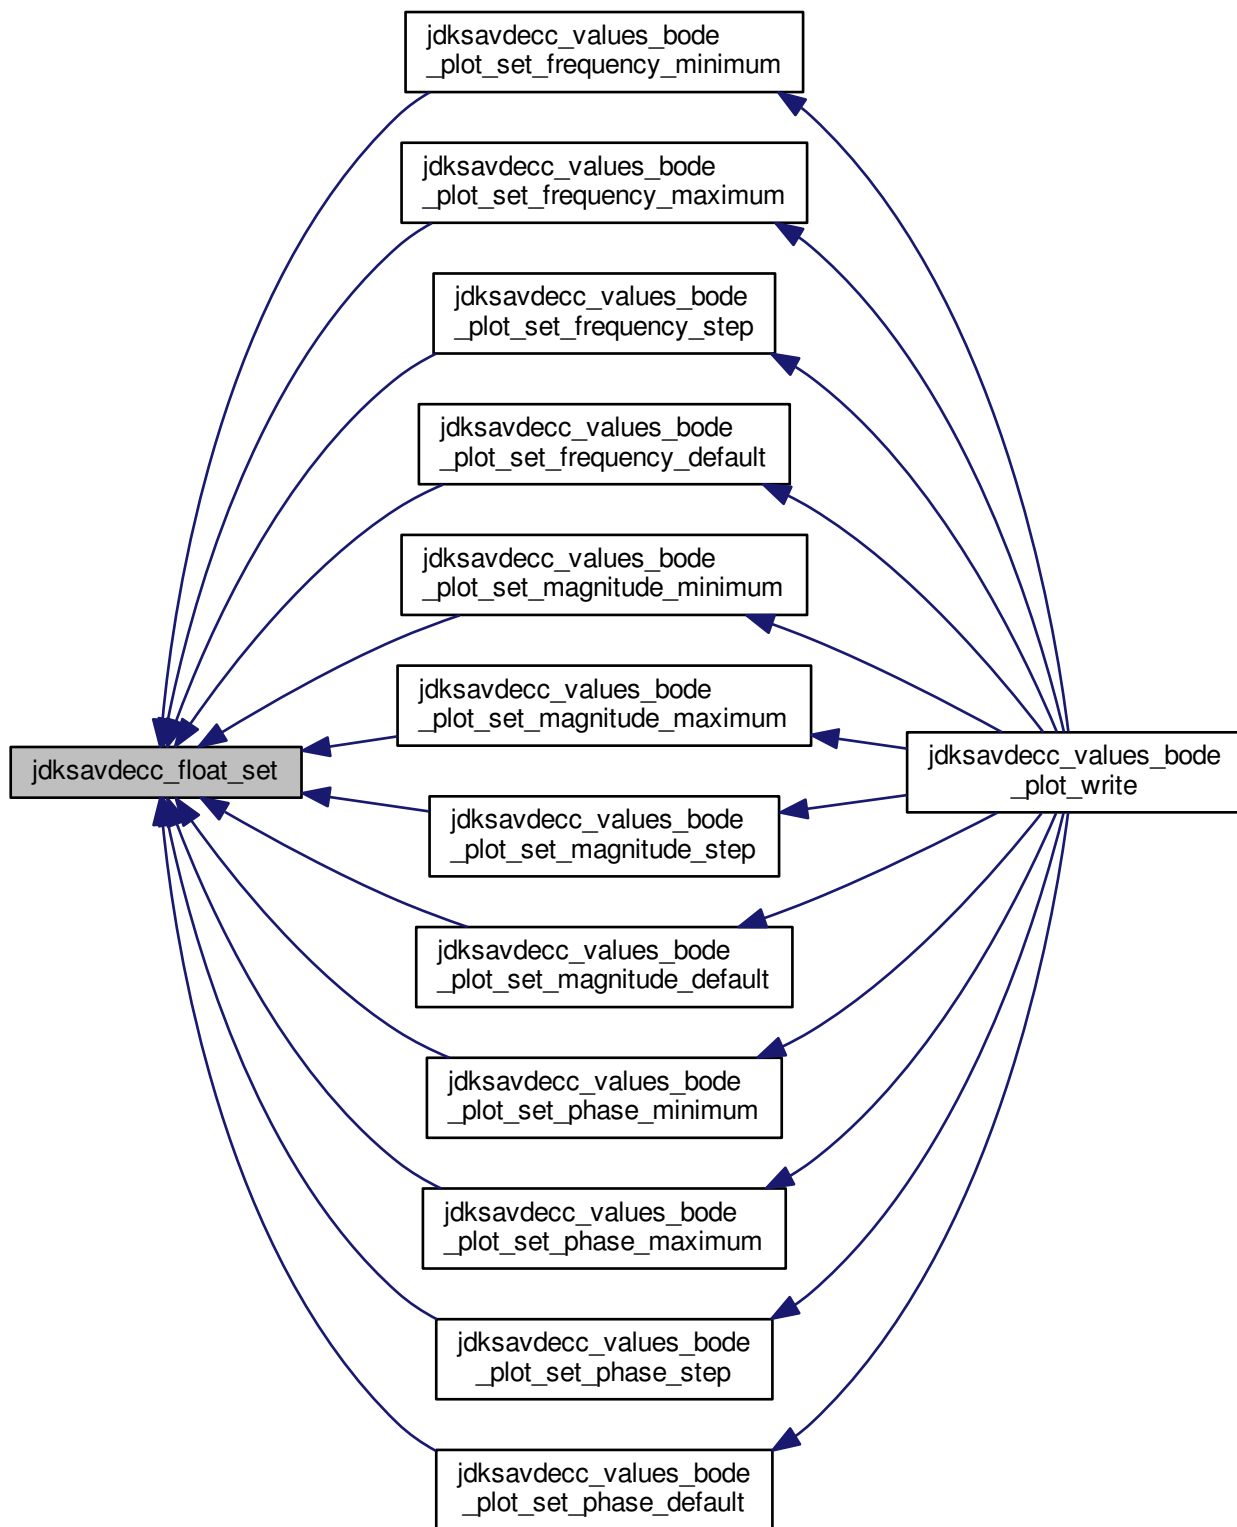 jdksavdecc_values_bode
_plot_set_frequency_minimum
jdksavdecc_values_bode
_plot_set_frequency_maximum
jdksavdecc_values_bode
_plot_set_frequency_step
jdksavdecc_values_bode
_plot_set_frequency_default
jdksavdecc_values_bode
_plot_set_magnitude_minimum
jdksavdecc_values_bode
_plot_set_magnitude_maximum
jdksavdecc_float_set
jdksavdecc_values_bode
_plot_write
jdksavdecc_values_bode
_plot_set_magnitude_step
jdksavdecc_values_bode
_plot_set_magnitude_default
jdksavdecc_values_bode
_plot_set_phase_minimum
jdksavdecc_values_bode
_plot_set_phase_maximum
jdksavdecc_values_bode
_plot_set_phase_step
jdksavdecc_values_bode
_plot_set_phase_default